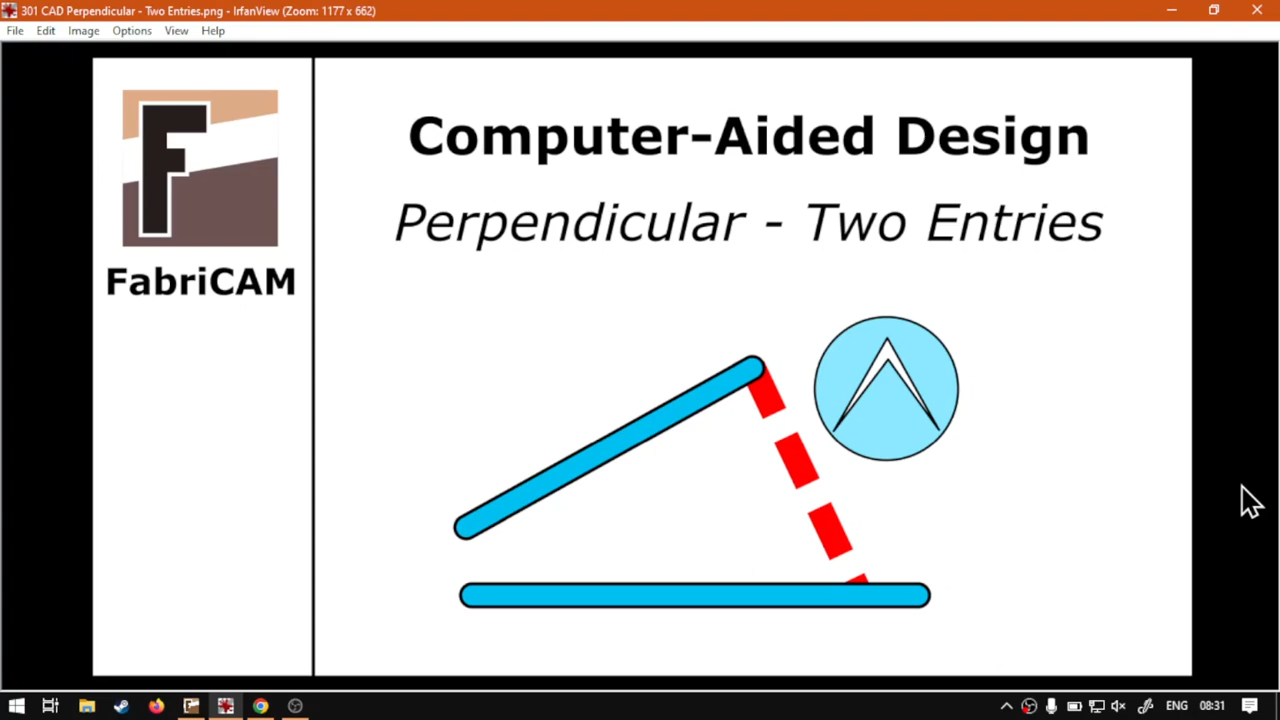 301 CAD Perpendicular - Two Entries.png - IrfanView (Zoom: 1177 x 662)
File Edit Image Options View Help
F
FabriCAM
Computer-Aided Design
Perpendicular - Two Entries
ENG 08:31